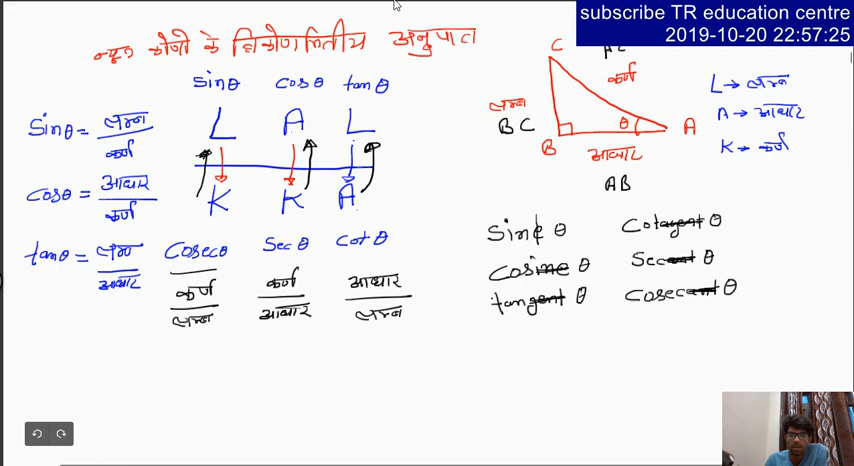 subscribe TR education centre
2019-10-20 22:57:25
न्यून कोणो के त्रिकोणमितीय अनुपात
sinθ cosθ tanθ
L A L
K K A
Cosecθ Secθ Cotθ
कर्ण कर्ण आधार
लम्ब आधार लम्ब
Sinθ = लम्ब
कर्ण
Cosθ = आधार
कर्ण
tanθ = लम्ब
आधार
C AC
कर्ण
लम्ब
BC
θ
B A
आधार
AB
L → लम्ब
A → आधार
K → कर्ण
Sine θ Cotagent θ
Cosine θ Secant θ
tangent θ Cosecant θ